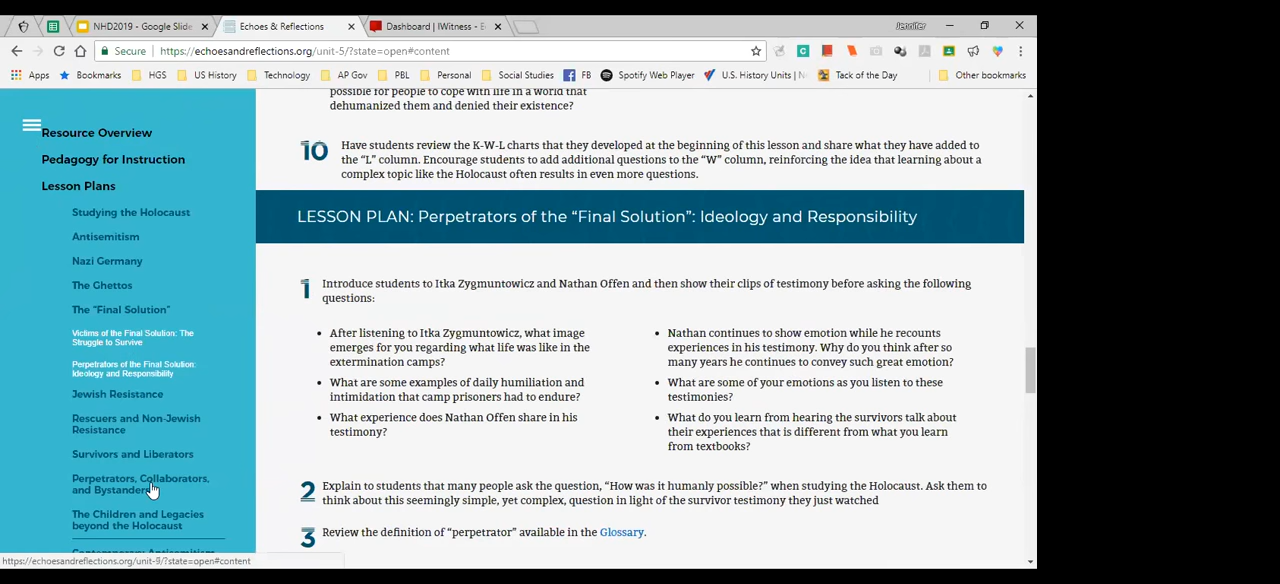 NHD2019 - Google Slide
Echoes & Reflections
Dashboard | IWitness - E
Jennifer
Secure
https://echoesandreflections.org/unit-5/?state=open#content
Apps
Bookmarks
HGS
US History
Technology
AP Gov
PBL
Personal
Social Studies
FB
Spotify Web Player
U.S. History Units | N
Tack of the Day
Other bookmarks
Resource Overview
Pedagogy for Instruction
Lesson Plans
Studying the Holocaust
Antisemitism
Nazi Germany
The Ghettos
The "Final Solution"
Victims of the Final Solution: The
Struggle to Survive
Perpetrators of the Final Solution:
Ideology and Responsibility
Jewish Resistance
Rescuers and Non-Jewish
Resistance
Survivors and Liberators
Perpetrators, Collaborators,
and Bystanders
The Children and Legacies
beyond the Holocaust
Contemporary Antisemitism
https://echoesandreflections.org/unit-9/?state=open#content
possible for people to cope with life in a world that
dehumanized them and denied their existence?
10 Have students review the K-W-L charts that they developed at the beginning of this lesson and share what they have added to
the "L" column. Encourage students to add additional questions to the "W" column, reinforcing the idea that learning about a
complex topic like the Holocaust often results in even more questions.
LESSON PLAN: Perpetrators of the "Final Solution": Ideology and Responsibility
1 Introduce students to Itka Zygmuntowicz and Nathan Offen and then show their clips of testimony before asking the following
questions:
• After listening to Itka Zygmuntowicz, what image
emerges for you regarding what life was like in the
extermination camps?
• What are some examples of daily humiliation and
intimidation that camp prisoners had to endure?
• What experience does Nathan Offen share in his
testimony?
• Nathan continues to show emotion while he recounts
experiences in his testimony. Why do you think after so
many years he continues to convey such great emotion?
• What are some of your emotions as you listen to these
testimonies?
• What do you learn from hearing the survivors talk about
their experiences that is different from what you learn
from textbooks?
2 Explain to students that many people ask the question, "How was it humanly possible?" when studying the Holocaust. Ask them to
think about this seemingly simple, yet complex, question in light of the survivor testimony they just watched
3 Review the definition of "perpetrator" available in the Glossary.